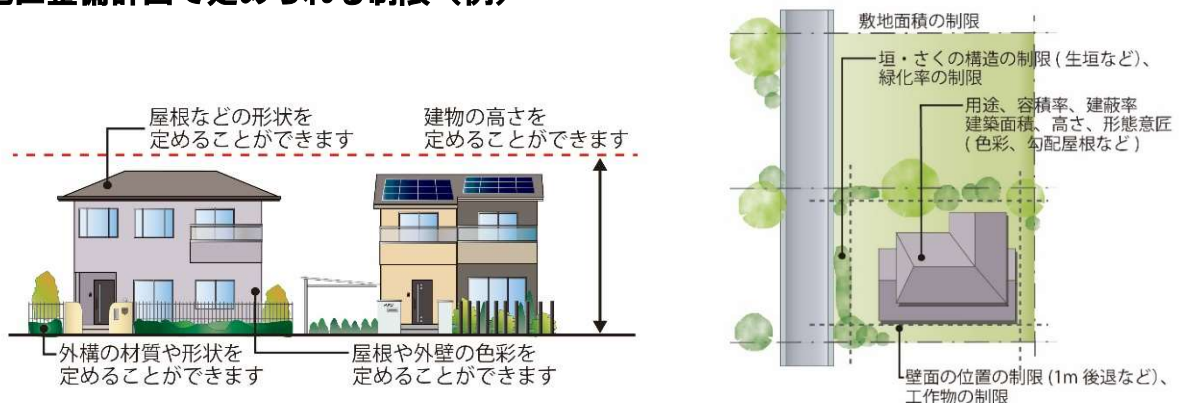 地区整備計画で定められる制限（例）
屋根などの形状を
定めることができます
建物の高さを
定めることができます
外構の材質や形状を
定めることができます
屋根や外壁の色彩を
定めることができます
敷地面積の制限
垣・さくの構造の制限 ( 生垣など )、
緑化率の制限
用途、容積率、建蔽率
建築面積、高さ、形態意匠
( 色彩、勾配屋根など )
壁面の位置の制限 (1m 後退など )、
工作物の制限